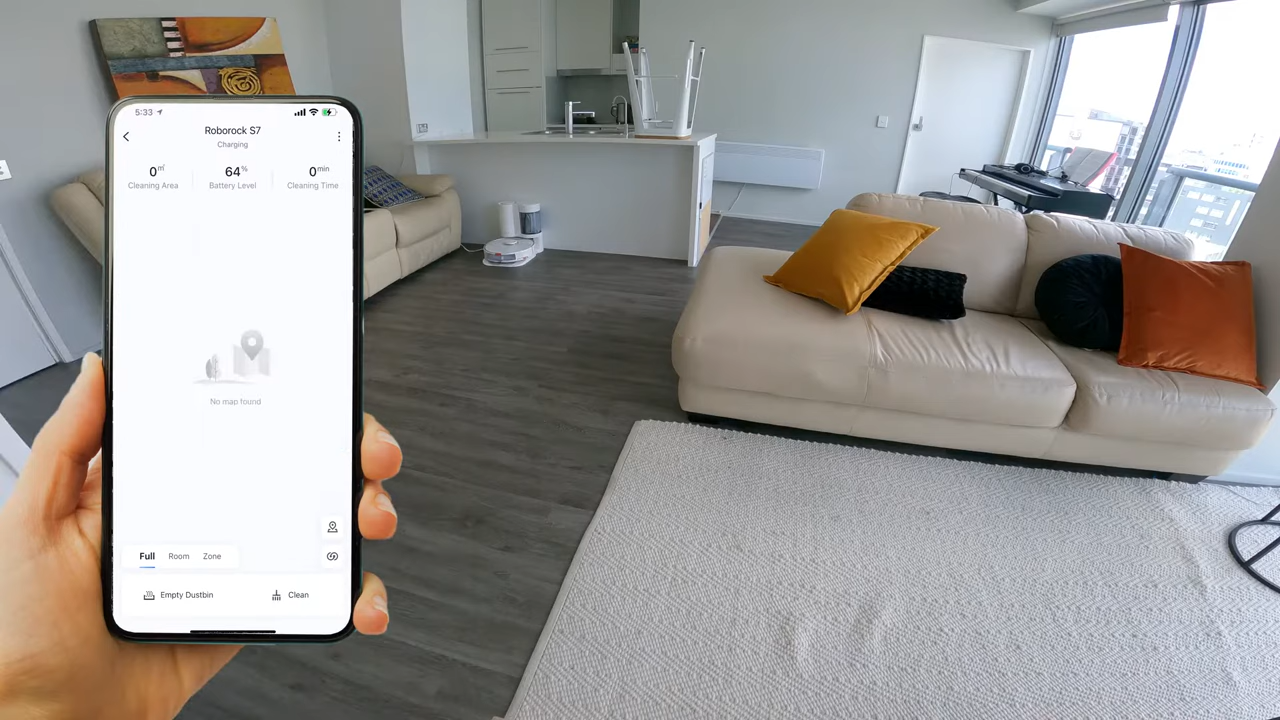 5:33
Roborock S7
Charging
0㎡ 64% 0min
Cleaning Area Battery Level Cleaning Time
No map found
Full Room Zone
Empty Dustbin Clean